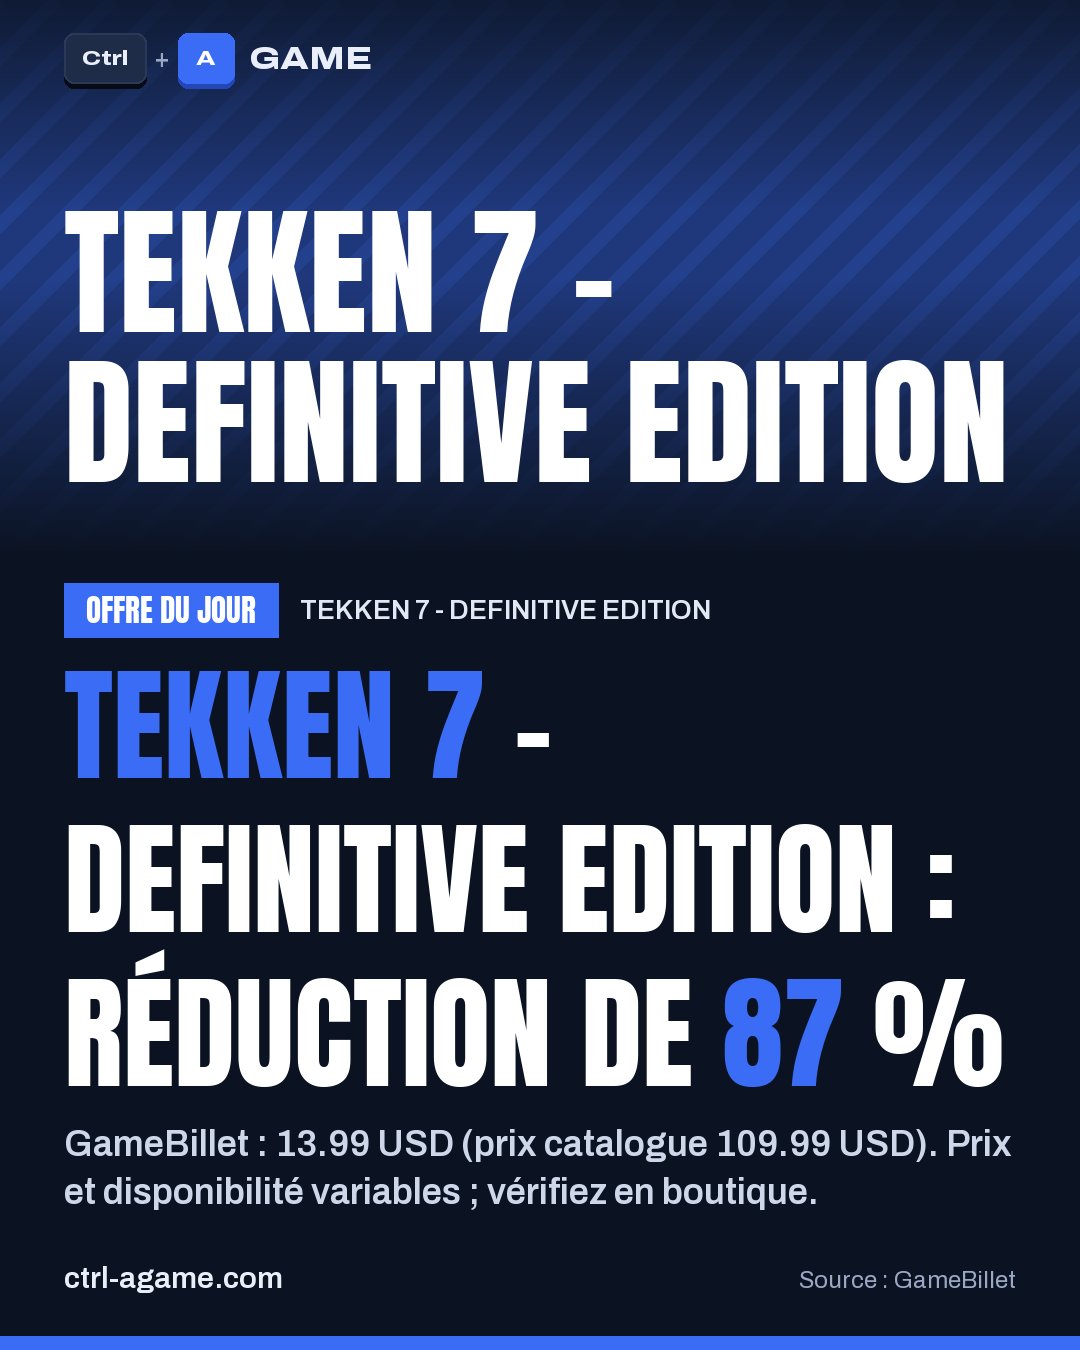 Ctrl + A GAME
TEKKEN 7 -
DEFINITIVE EDITION
OFFRE DU JOUR TEKKEN 7 - DEFINITIVE EDITION
TEKKEN 7 -
DEFINITIVE EDITION :
RÉDUCTION DE 87 %
GameBillet : 13.99 USD (prix catalogue 109.99 USD). Prix
et disponibilité variables ; vérifiez en boutique.
ctrl-agame.com Source : GameBillet